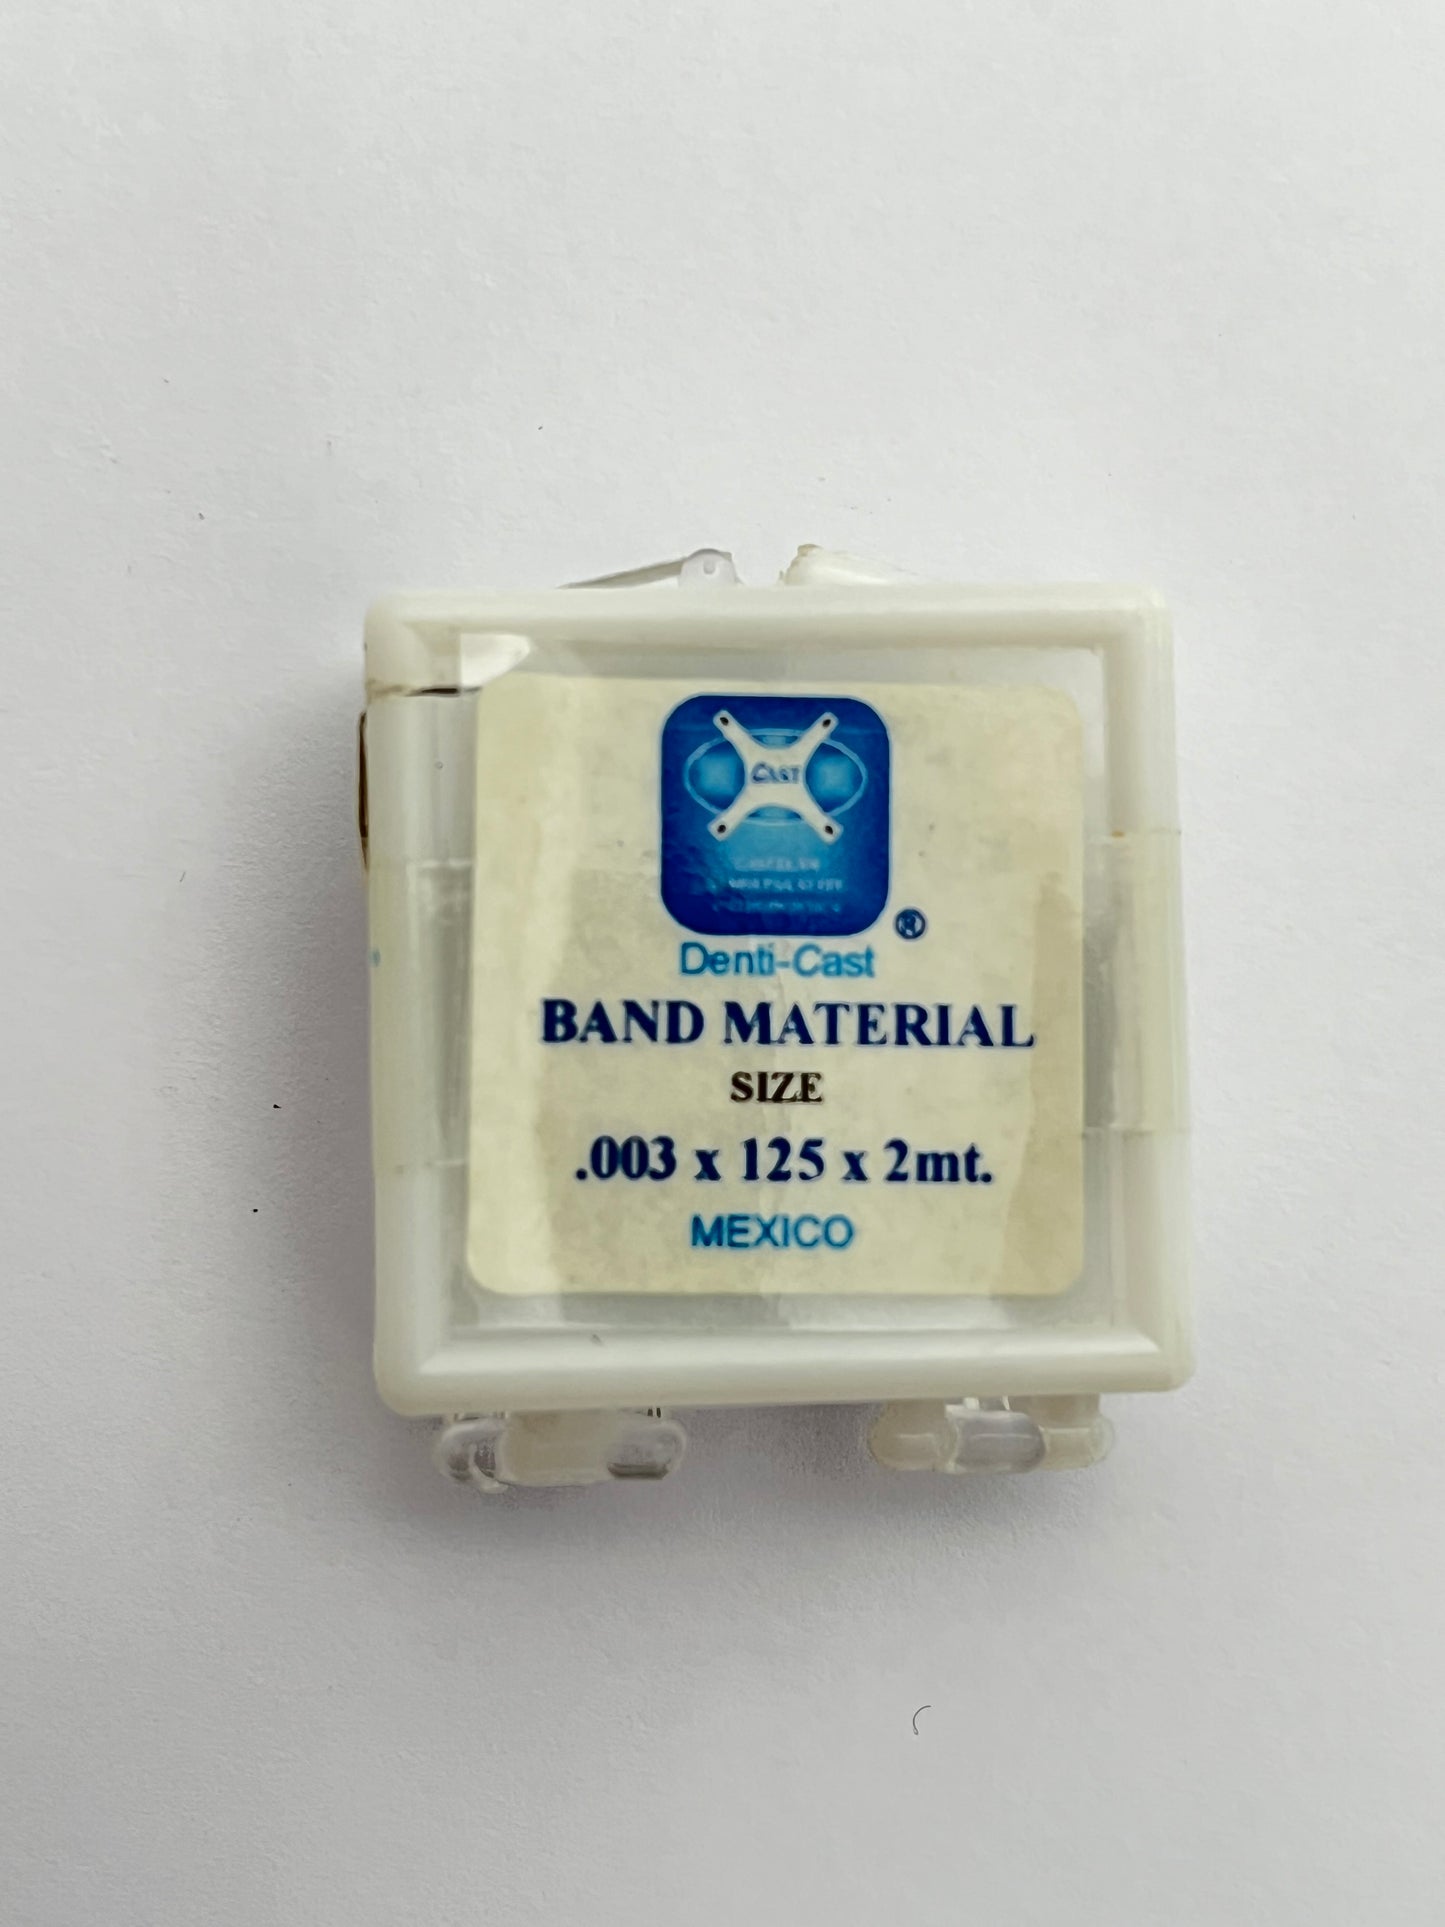 CAST
®
Denti-Cast
BAND MATERIAL
SIZE
.003 x 125 x 2mt.
MEXICO